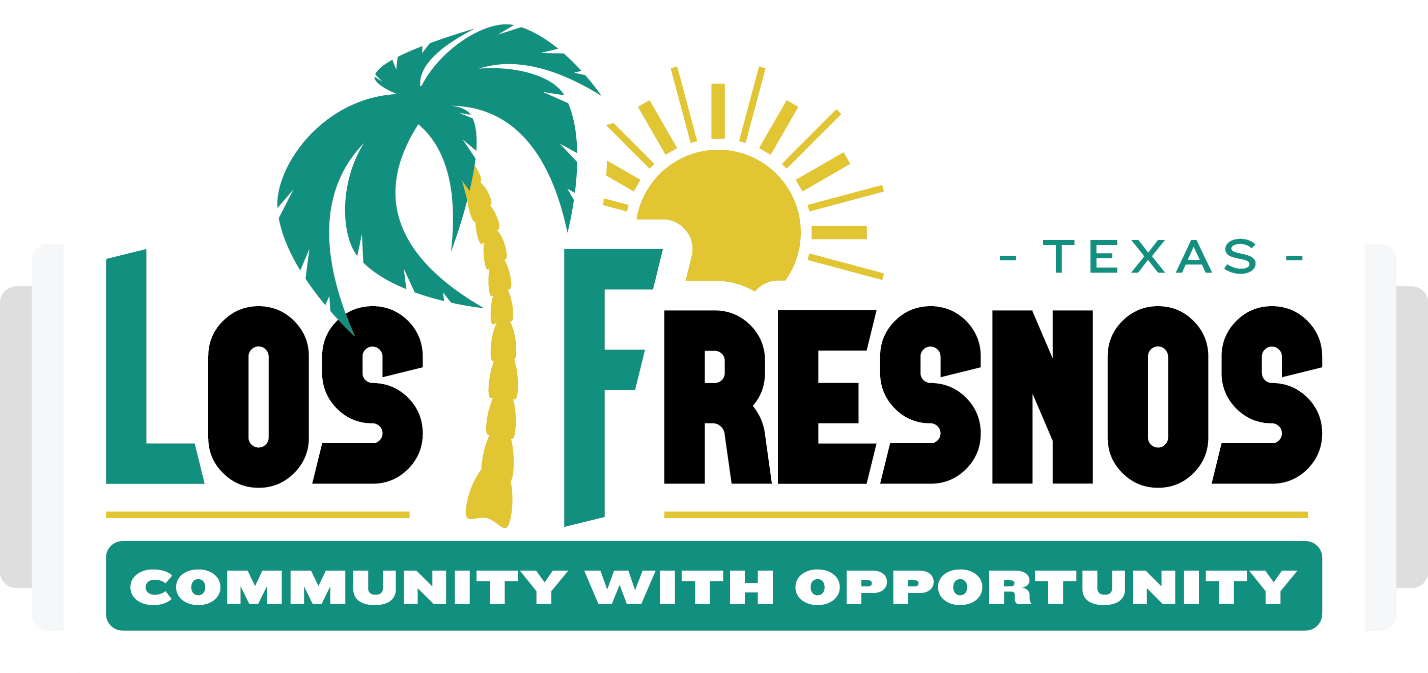 - TEXAS -
LOS FRESNOS
COMMUNITY WITH OPPORTUNITY